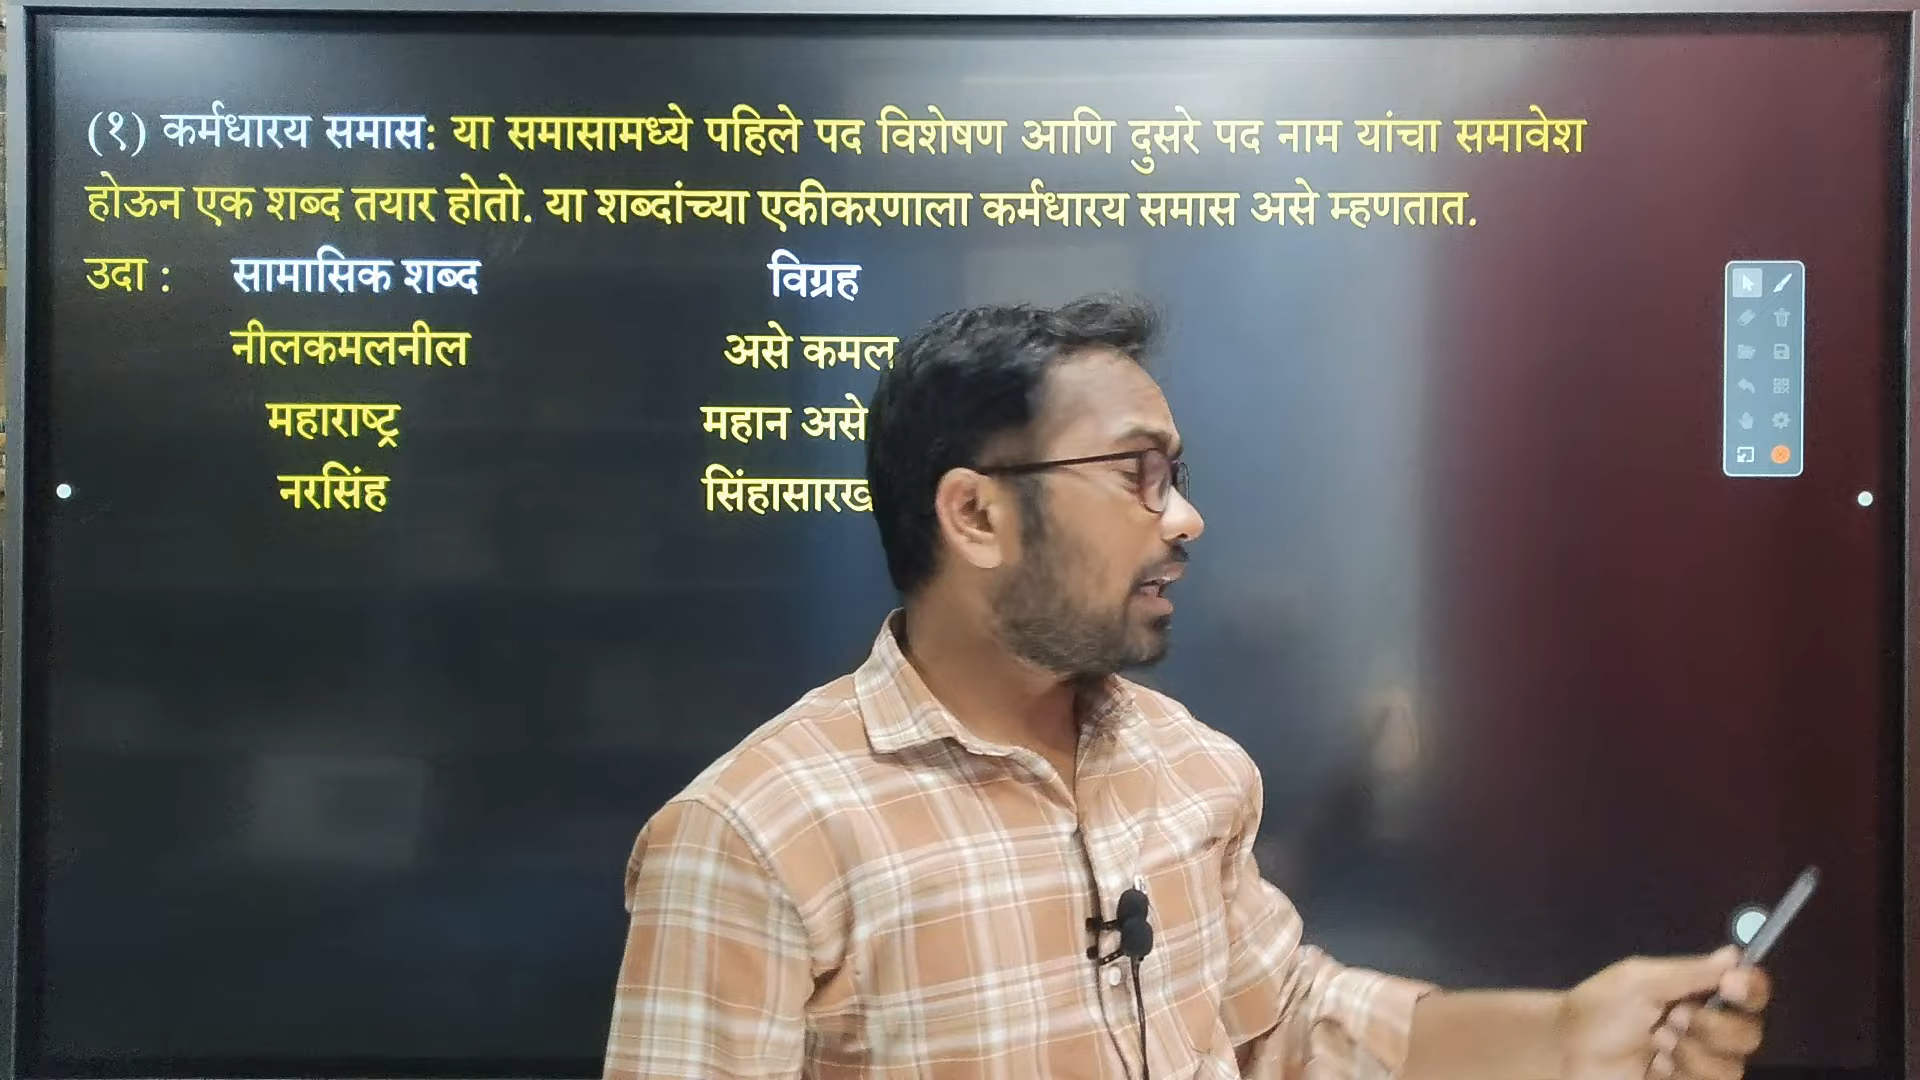 (१) कर्मधारय समास: या समासामध्ये पहिले पद विशेषण आणि दुसरे पद नाम यांचा समावेश
होऊन एक शब्द तयार होतो. या शब्दांच्या एकीकरणाला कर्मधारय समास असे म्हणतात.
उदा : सामासिक शब्द विग्रह
नीलकमलनील असे कमल
महाराष्ट्र महान असे
नरसिंह